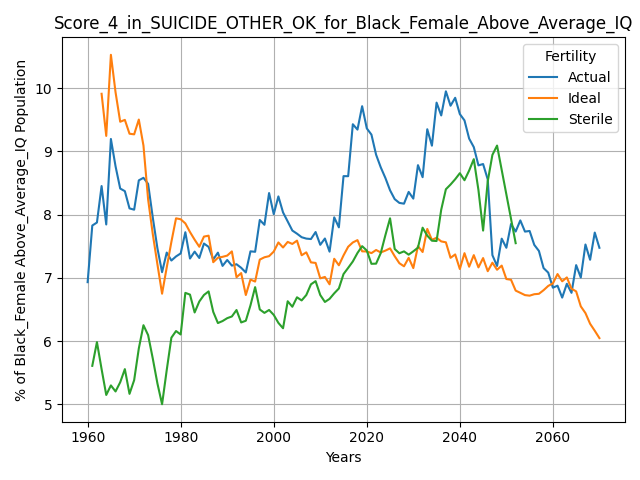 Score_4_in_SUICIDE_OTHER_OK_for_Black_Female_Above_Average_IQ
% of Black_Female Above_Average_IQ Population
10
9
8
7
6
5
Fertility
Actual
Ideal
Sterile
1960 1980 2000 2020 2040 2060
Years